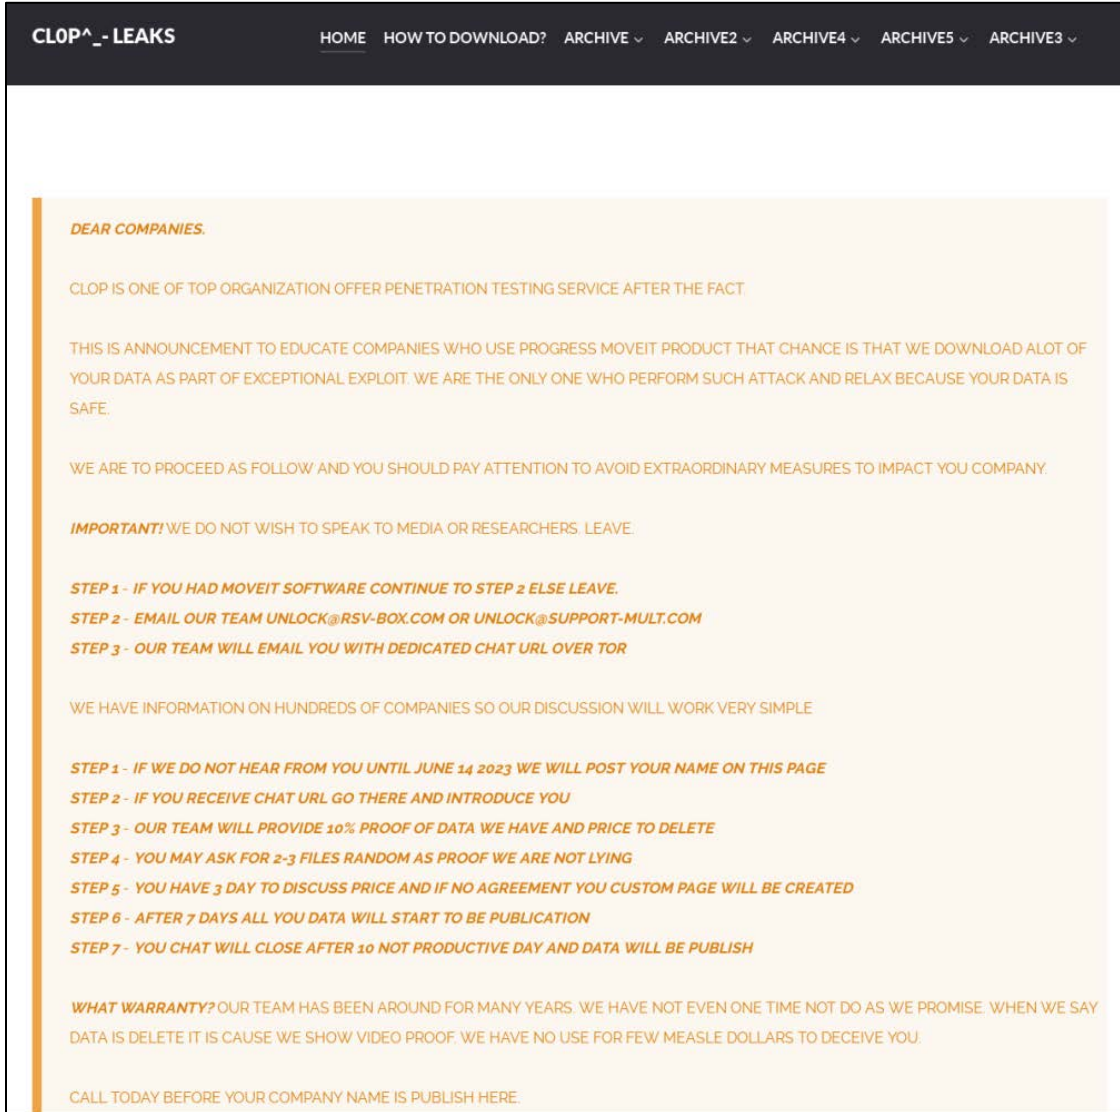 CL0P^_- LEAKS
HOME HOW TO DOWNLOAD? ARCHIVE ARCHIVE2 ARCHIVE4 ARCHIVE5 ARCHIVE3
DEAR COMPANIES.
CLOP IS ONE OF TOP ORGANIZATION OFFER PENETRATION TESTING SERVICE AFTER THE FACT.
THIS IS ANNOUNCEMENT TO EDUCATE COMPANIES WHO USE PROGRESS MOVEIT PRODUCT THAT CHANCE IS THAT WE DOWNLOAD ALOT OF
YOUR DATA AS PART OF EXCEPTIONAL EXPLOIT. WE ARE THE ONLY ONE WHO PERFORM SUCH ATTACK AND RELAX BECAUSE YOUR DATA IS
SAFE.
WE ARE TO PROCEED AS FOLLOW AND YOU SHOULD PAY ATTENTION TO AVOID EXTRAORDINARY MEASURES TO IMPACT YOU COMPANY.
IMPORTANT! WE DO NOT WISH TO SPEAK TO MEDIA OR RESEARCHERS. LEAVE.
STEP 1 - IF YOU HAD MOVEIT SOFTWARE CONTINUE TO STEP 2 ELSE LEAVE.
STEP 2 - EMAIL OUR TEAM UNLOCK@RSV-BOX.COM OR UNLOCK@SUPPORT-MULT.COM
STEP 3 - OUR TEAM WILL EMAIL YOU WITH DEDICATED CHAT URL OVER TOR
WE HAVE INFORMATION ON HUNDREDS OF COMPANIES SO OUR DISCUSSION WILL WORK VERY SIMPLE
STEP 1 - IF WE DO NOT HEAR FROM YOU UNTIL JUNE 14 2023 WE WILL POST YOUR NAME ON THIS PAGE
STEP 2 - IF YOU RECEIVE CHAT URL GO THERE AND INTRODUCE YOU
STEP 3 - OUR TEAM WILL PROVIDE 10% PROOF OF DATA WE HAVE AND PRICE TO DELETE
STEP 4 - YOU MAY ASK FOR 2-3 FILES RANDOM AS PROOF WE ARE NOT LYING
STEP 5 - YOU HAVE 3 DAY TO DISCUSS PRICE AND IF NO AGREEMENT YOU CUSTOM PAGE WILL BE CREATED
STEP 6 - AFTER 7 DAYS ALL YOU DATA WILL START TO BE PUBLICATION
STEP 7 - YOU CHAT WILL CLOSE AFTER 10 NOT PRODUCTIVE DAY AND DATA WILL BE PUBLISH
WHAT WARRANTY? OUR TEAM HAS BEEN AROUND FOR MANY YEARS. WE HAVE NOT EVEN ONE TIME NOT DO AS WE PROMISE. WHEN WE SAY
DATA IS DELETE IT IS CAUSE WE SHOW VIDEO PROOF. WE HAVE NO USE FOR FEW MEASLE DOLLARS TO DECEIVE YOU.
CALL TODAY BEFORE YOUR COMPANY NAME IS PUBLISH HERE.